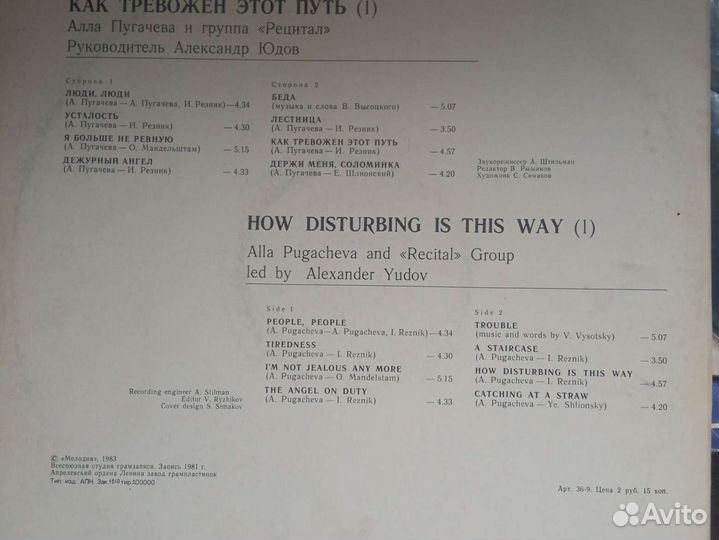 КАК ТРЕВОЖЕН ЭТОТ ПУТЬ (1)
Алла Пугачева и группа «Рецитал»
Руководитель Александр Юдов
Сторона 1
ЛЮДИ, ЛЮДИ
(А. Пугачева — А. Пугачева, И. Резник) —4.34
УСТАЛОСТЬ
(А. Пугачева — И. Резник) — 4.30
Я БОЛЬШЕ НЕ РЕВНУЮ
(А. Пугачева — О. Мандельштам) — 5.15
ДЕЖУРНЫЙ АНГЕЛ
(А. Пугачева — И. Резник) — 4.33
Сторона 2
БЕДА
(музыка и слова В. Высоцкого) — 5.07
ЛЕСТНИЦА
(А. Пугачева — И. Резник) — 3.50
КАК ТРЕВОЖЕН ЭТОТ ПУТЬ
(А. Пугачева — И. Резник) — 4.57
ДЕРЖИ МЕНЯ, СОЛОМИНКА
(А. Пугачева — Е. Шлионский) — 4.20
Звукорежиссер А. Штильман
Редактор В. Рыжиков
Художник С. Симаков
HOW DISTURBING IS THIS WAY (1)
Alla Pugacheva and «Recital» Group
led by Alexander Yudov
Side 1
PEOPLE, PEOPLE
(A. Pugacheva—A. Pugacheva, I. Reznik)—4.34
TIREDNESS
(A. Pugacheva — I. Reznik) — 4.30
I'M NOT JEALOUS ANY MORE
(A. Pugacheva — O. Mandelstam) — 5.15
THE ANGEL ON DUTY
(A. Pugacheva — I. Reznik) — 4.33
Side 2
TROUBLE
(music and words by V. Vysotsky) — 5.07
A STAIRCASE
(A. Pugacheva — I. Reznik) — 3.50
HOW DISTURBING IS THIS WAY
(A. Pugacheva — I. Reznik) —4.57
CATCHING AT A STRAW
(A. Pugacheva — Ye. Shlionsky) — 4.20
Recording engineer A. Stilman
Editor V. Ryzhikov
Cover design S. Simakov
© «Мелодия», 1983
Всесоюзная студия грамзаписи. Запись 1981 г.
Апрелевский ордена Ленина завод грампластинок
Тип. изд. АПН. Зак. тир. 200000
Арт. 36-9. Цена 2 руб. 15 коп.
Avito